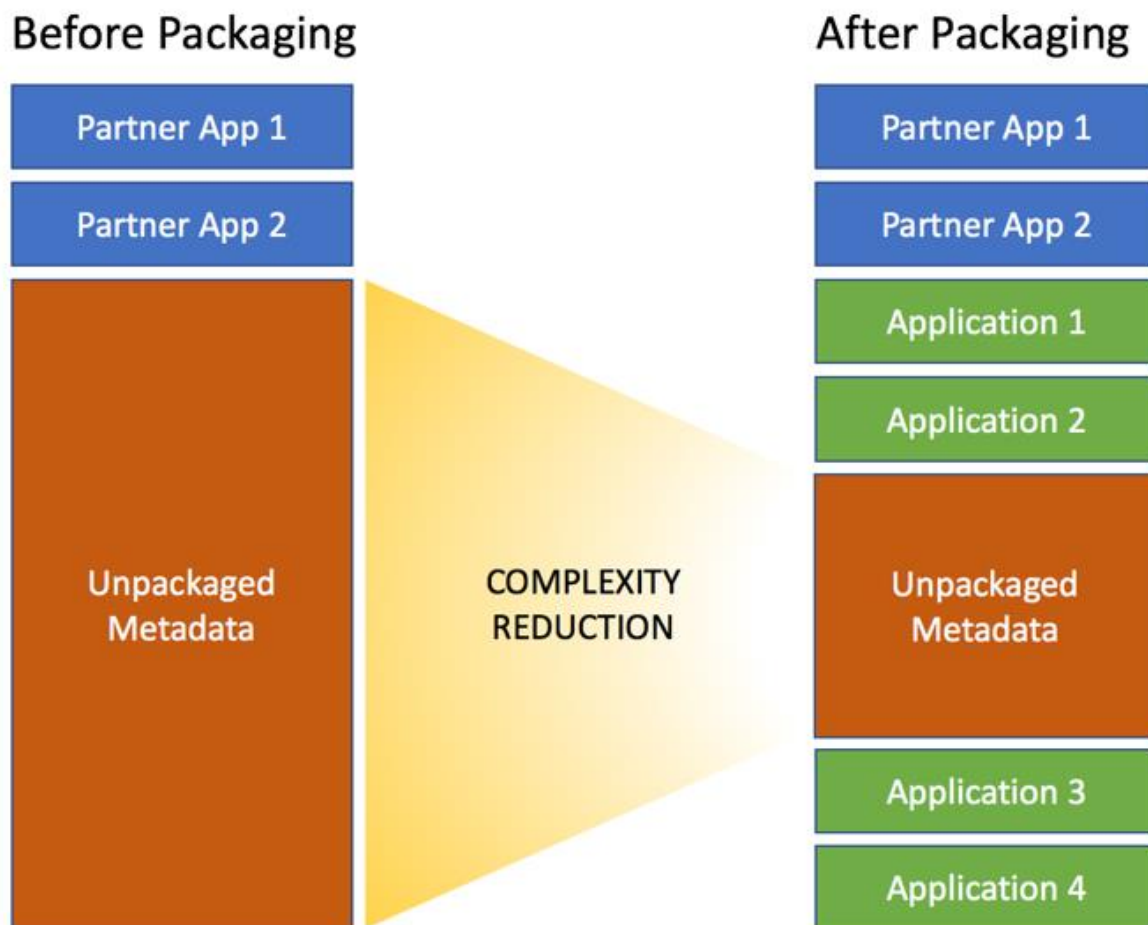 Before Packaging
Partner App 1
Partner App 2
Unpackaged
Metadata
COMPLEXITY
REDUCTION
After Packaging
Partner App 1
Partner App 2
Application 1
Application 2
Unpackaged
Metadata
Application 3
Application 4